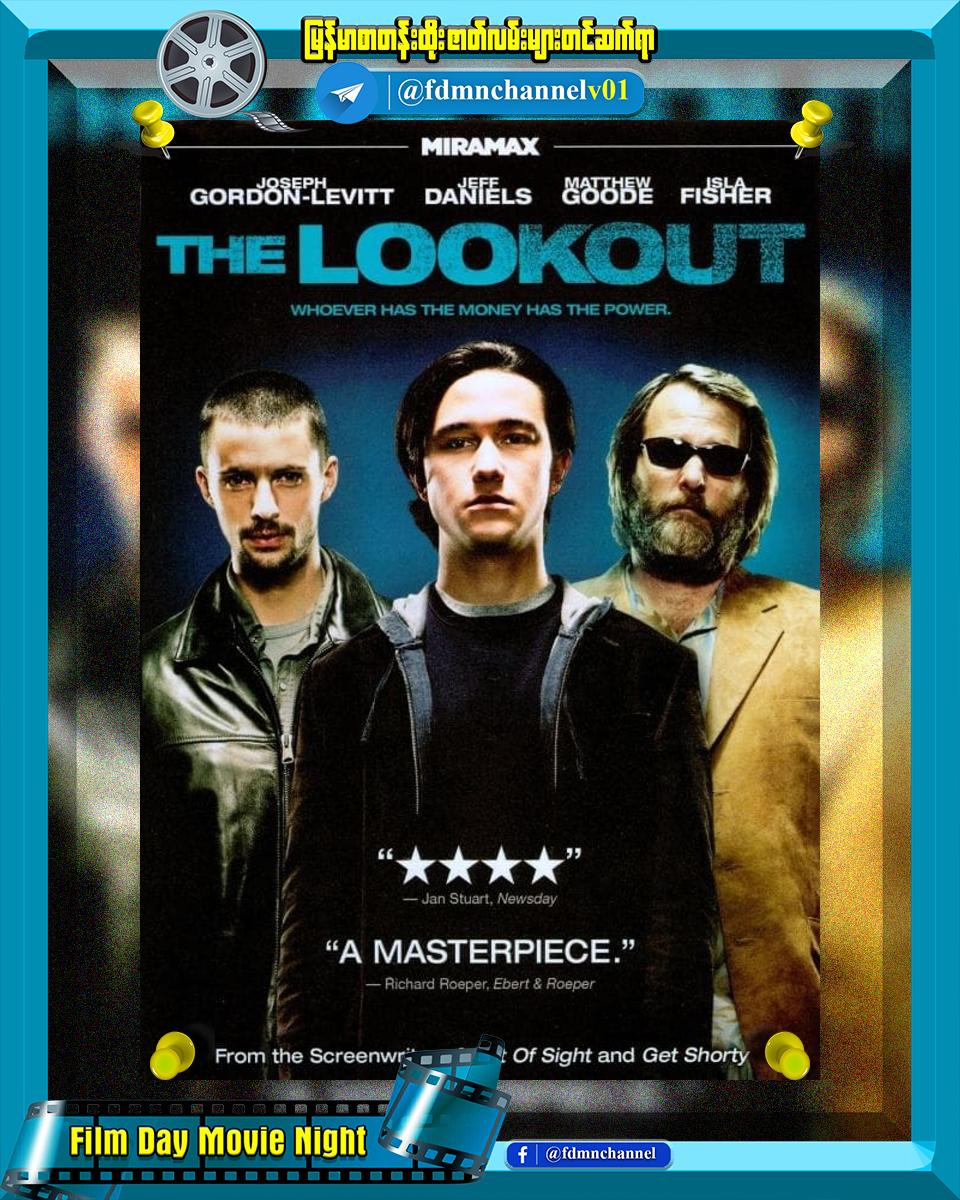 မြန်မာစာတန်းထိုးဇာတ်လမ်းများတင်ဆက်ရာ
@fdmnchannelv01
MIRAMAX
JOSEPH GORDON-LEVITT JEFF DANIELS MATTHEW GOODE ISLA FISHER
THE LOOKOUT
WHOEVER HAS THE MONEY HAS THE POWER.
“★★★★”
— Jan Stuart, Newsday
“A MASTERPIECE.”
— Richard Roeper, Ebert & Roeper
From the Of Sight and Get Shorty
Film Day Movie Night
@fdmnchannel